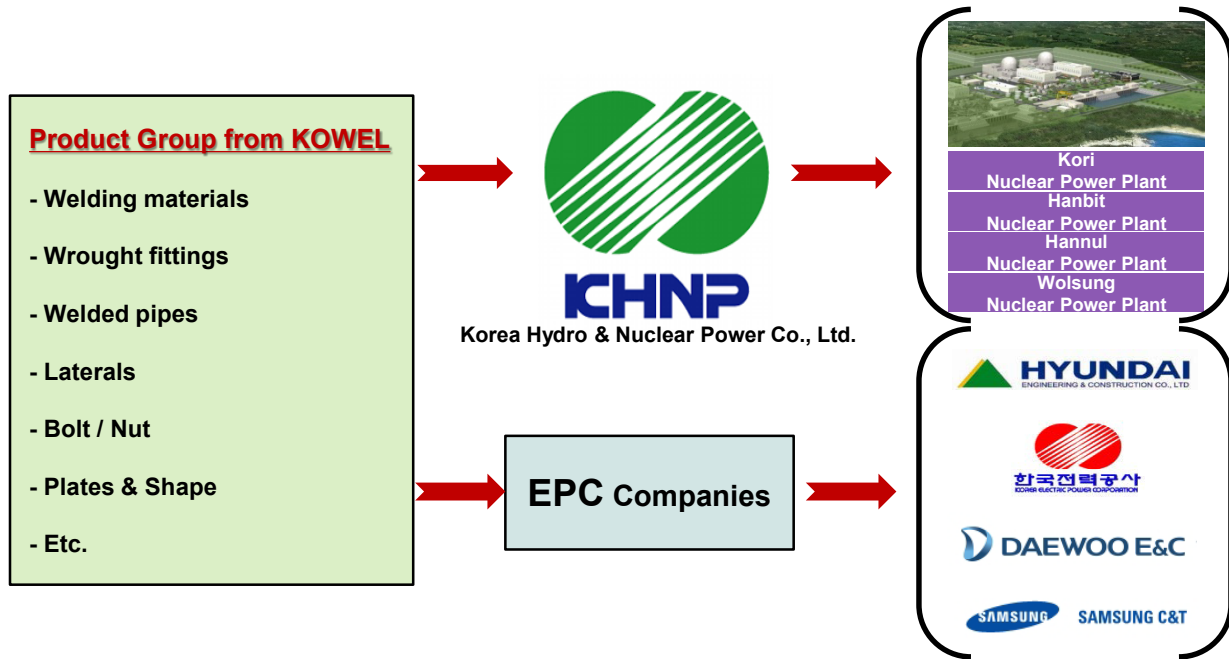 Product Group from KOWEL
- Welding materials
- Wrought fittings
- Welded pipes
- Laterals
- Bolt / Nut
- Plates & Shape
- Etc.
KHNP
Korea Hydro & Nuclear Power Co., Ltd.
EPC Companies
Kori
Nuclear Power Plant
Hanbit
Nuclear Power Plant
Hannul
Nuclear Power Plant
Wolsung
Nuclear Power Plant
HYUNDAI
ENGINEERING & CONSTRUCTION CO., LTD
한국전력공사
KOREA ELECTRIC POWER CORPORATION
DAEWOO E&C
SAMSUNG SAMSUNG C&T